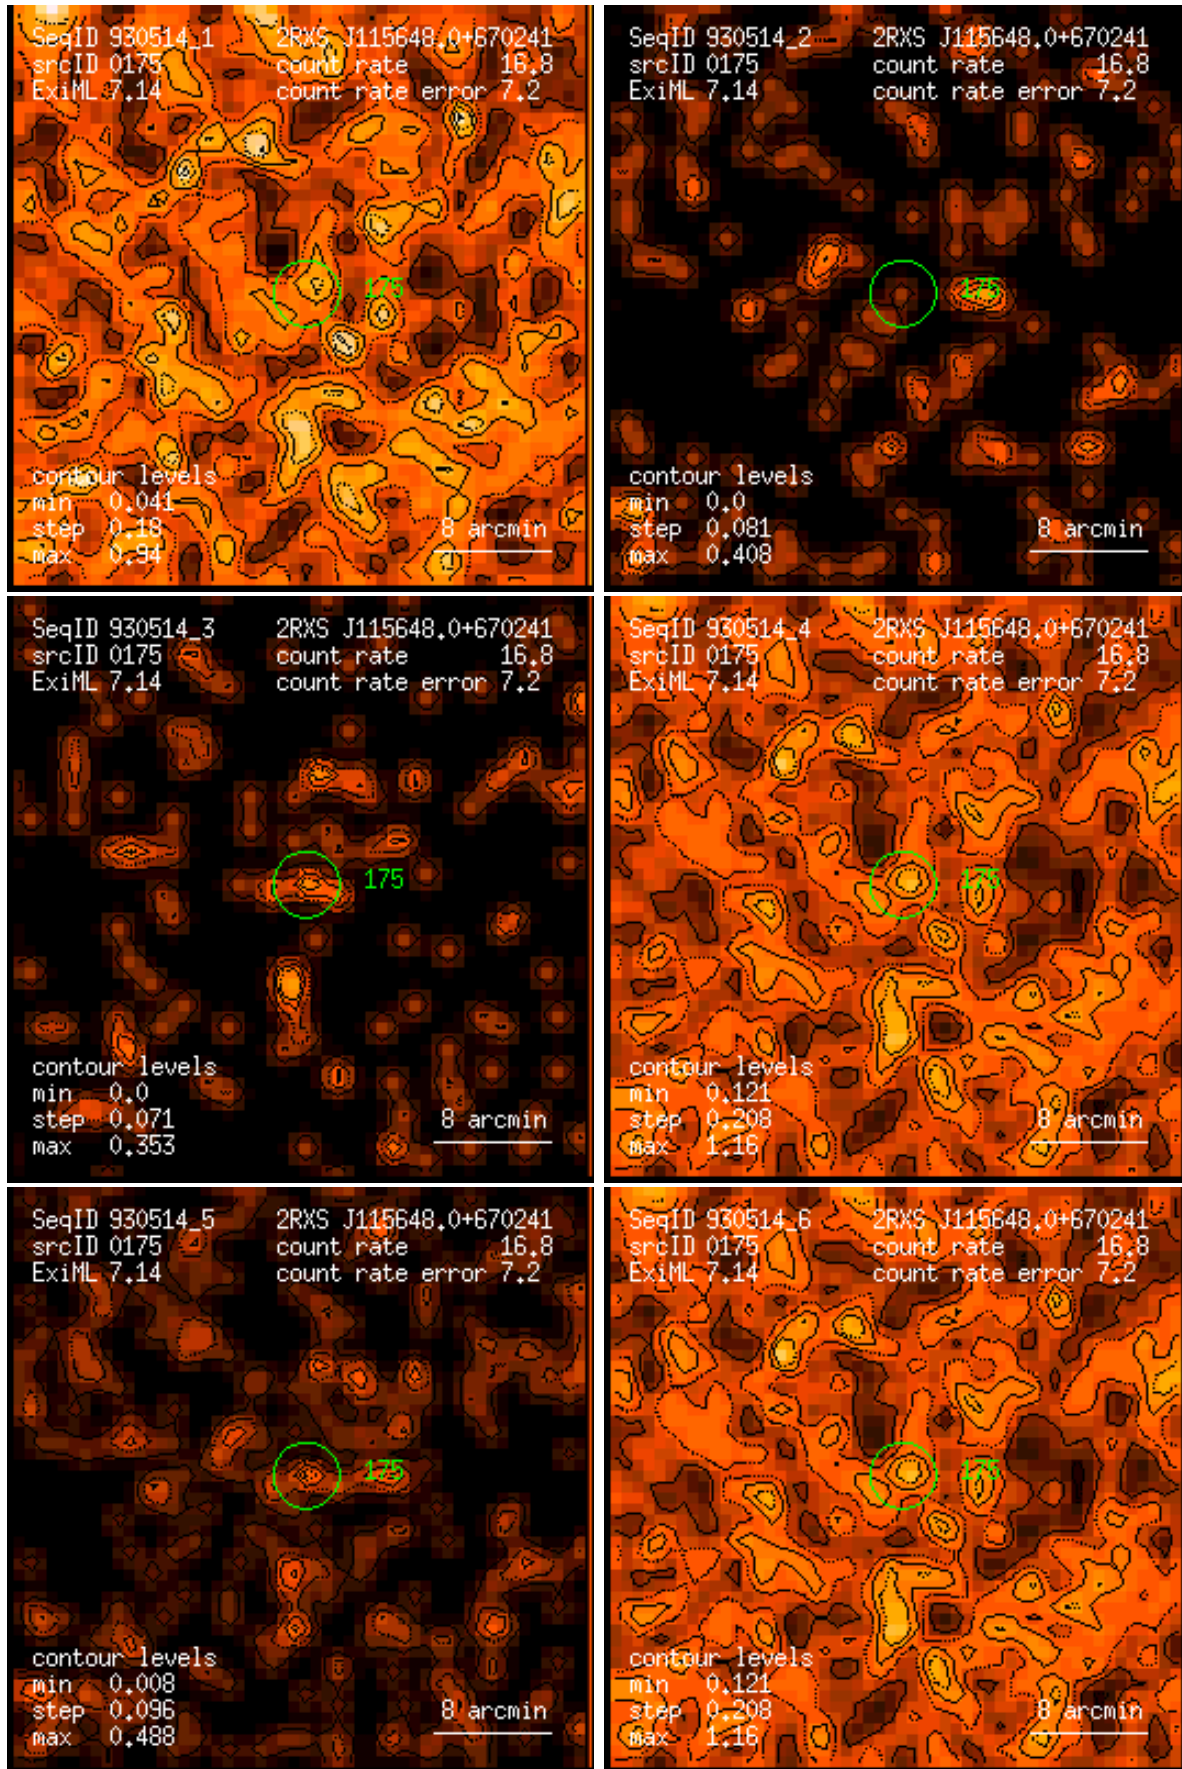 SeqID 930514_1 2RXS J115648.0+670241
srcID 0175 count rate 16.8
ExiML 7.14 count rate error 7.2
175
contour levels
min 0.041
step 0.18 8 arcmin
max 0.94
SeqID 930514_2 2RXS J115648.0+670241
srcID 0175 count rate 16.8
ExiML 7.14 count rate error 7.2
175
contour levels
min 0.0
step 0.081 8 arcmin
max 0.408
SeqID 930514_3 2RXS J115648.0+670241
srcID 0175 count rate 16.8
ExiML 7.14 count rate error 7.2
175
contour levels
min 0.0
step 0.071 8 arcmin
max 0.353
SeqID 930514_4 2RXS J115648.0+670241
srcID 0175 count rate 16.8
ExiML 7.14 count rate error 7.2
175
contour levels
min 0.121
step 0.208 8 arcmin
max 1.16
SeqID 930514_5 2RXS J115648.0+670241
srcID 0175 count rate 16.8
ExiML 7.14 count rate error 7.2
175
contour levels
min 0.008
step 0.096 8 arcmin
max 0.488
SeqID 930514_6 2RXS J115648.0+670241
srcID 0175 count rate 16.8
ExiML 7.14 count rate error 7.2
175
contour levels
min 0.121
step 0.208 8 arcmin
max 1.16